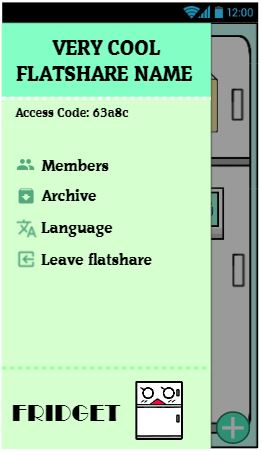 12:00
VERY COOL
FLATSHARE NAME
Access Code: 63a8c
Members
Archive
Language
Leave flatshare
FRIDGET